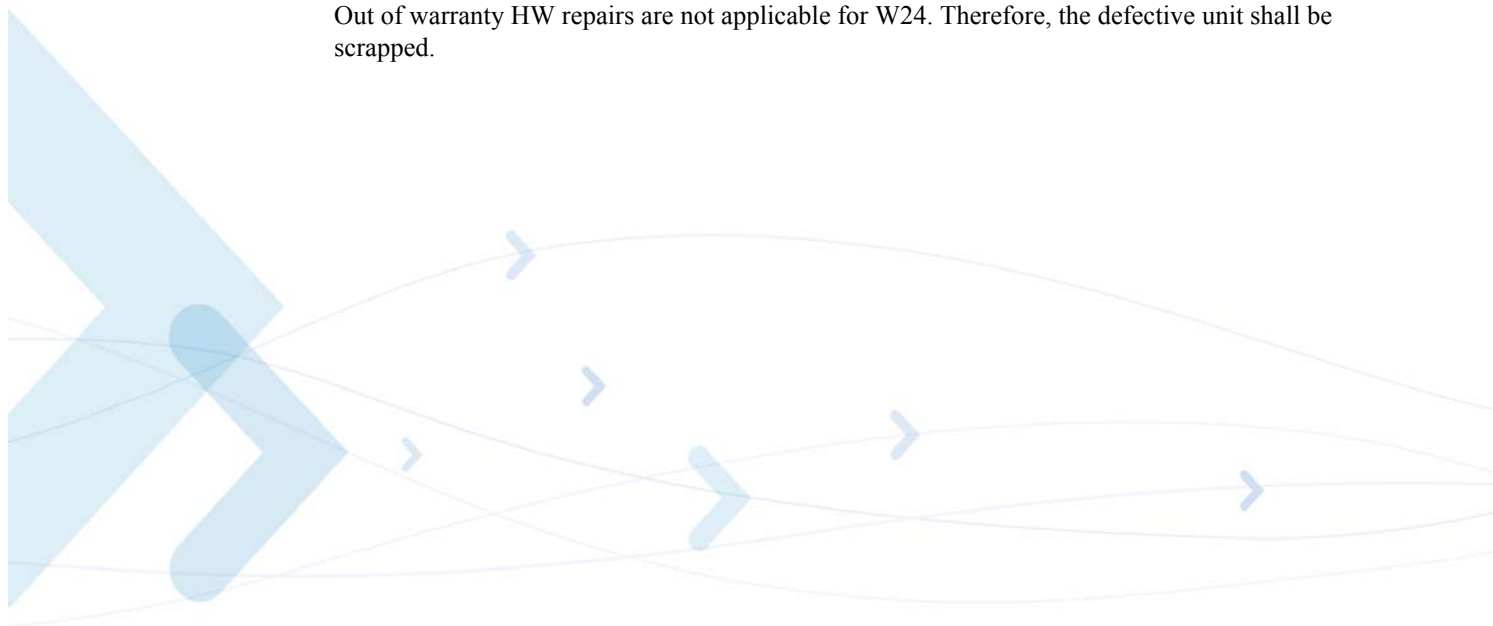 Out of warranty HW repairs are not applicable for W24. Therefore, the defective unit shall be
scrapped.